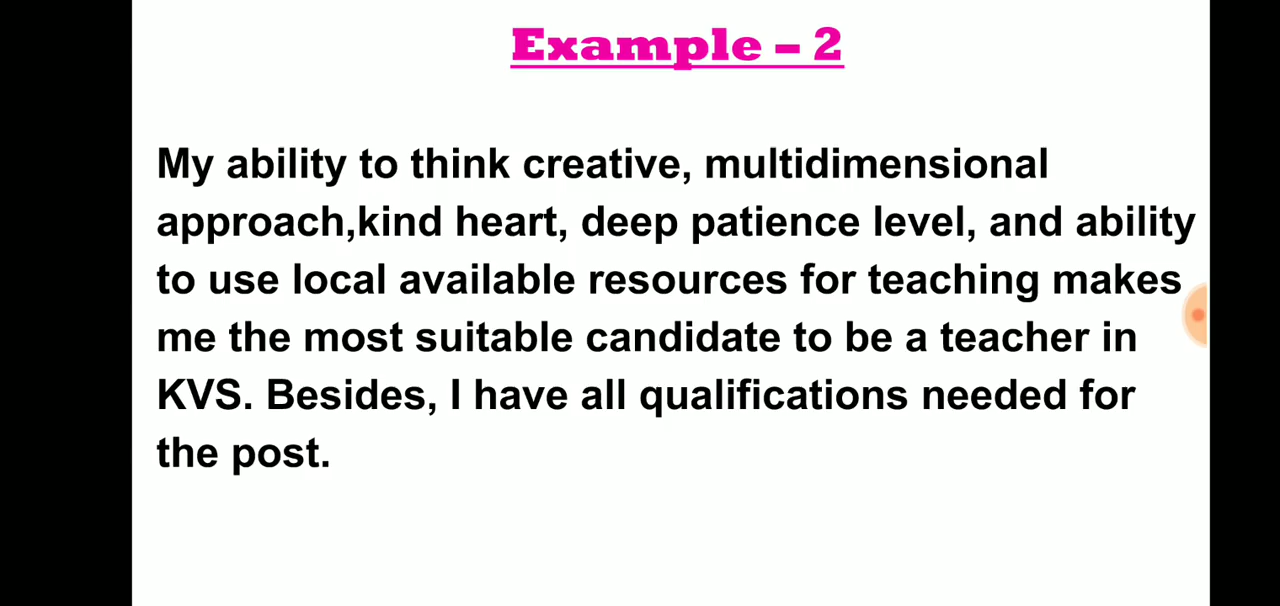 Example – 2
My ability to think creative, multidimensional
approach,kind heart, deep patience level, and ability
to use local available resources for teaching makes
me the most suitable candidate to be a teacher in
KVS. Besides, I have all qualifications needed for
the post.